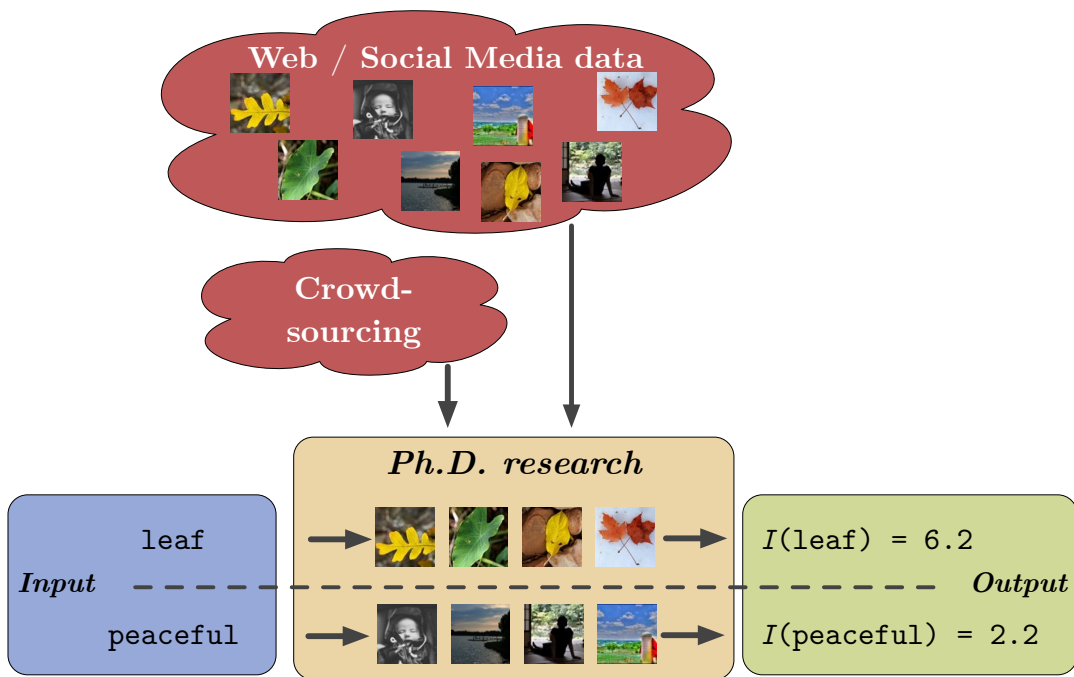 Web / Social Media data
Crowd-
sourcing
Ph.D. research
leaf
I(leaf) = 6.2
Input
Output
peaceful
I(peaceful) = 2.2